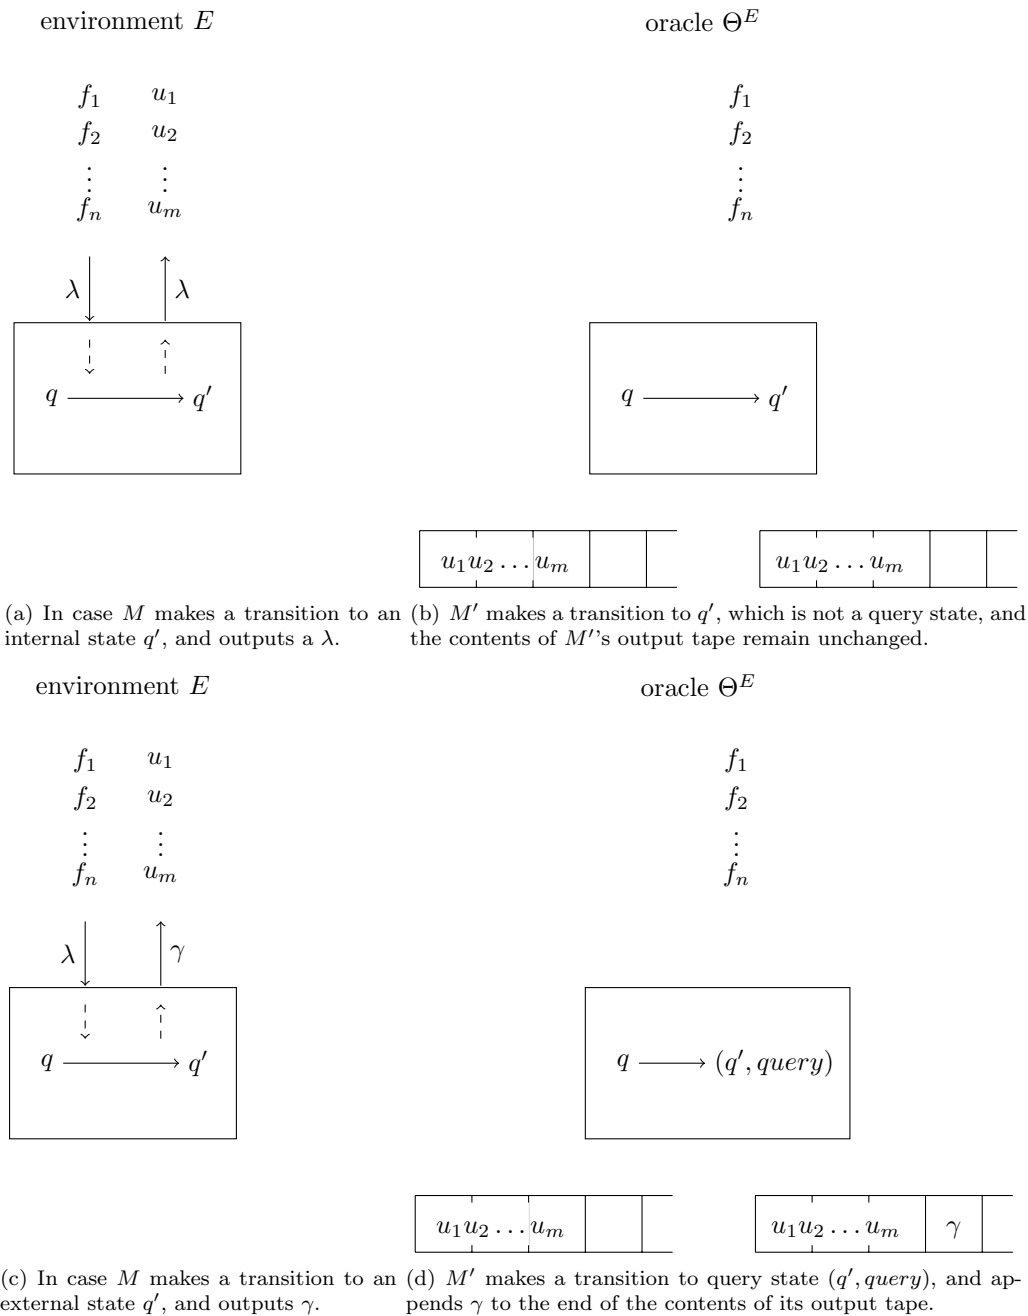 environment E oracle Θ^E
f₁ u₁ f₁
f₂ u₂ f₂
⋮ ⋮ ⋮
fₙ uₘ fₙ
λ λ
q q′ q q′
u₁u₂ … uₘ u₁u₂ … uₘ
(a) In case M makes a transition to an
internal state q′, and outputs a λ.
(b) M′ makes a transition to q′, which is not a query state, and
the contents of M′'s output tape remain unchanged.
environment E oracle Θ^E
f₁ u₁ f₁
f₂ u₂ f₂
⋮ ⋮ ⋮
fₙ uₘ fₙ
λ γ
q q′ q (q′, query)
u₁u₂ … uₘ u₁u₂ … uₘ γ
(c) In case M makes a transition to an
external state q′, and outputs γ.
(d) M′ makes a transition to query state (q′, query), and ap-
pends γ to the end of the contents of its output tape.